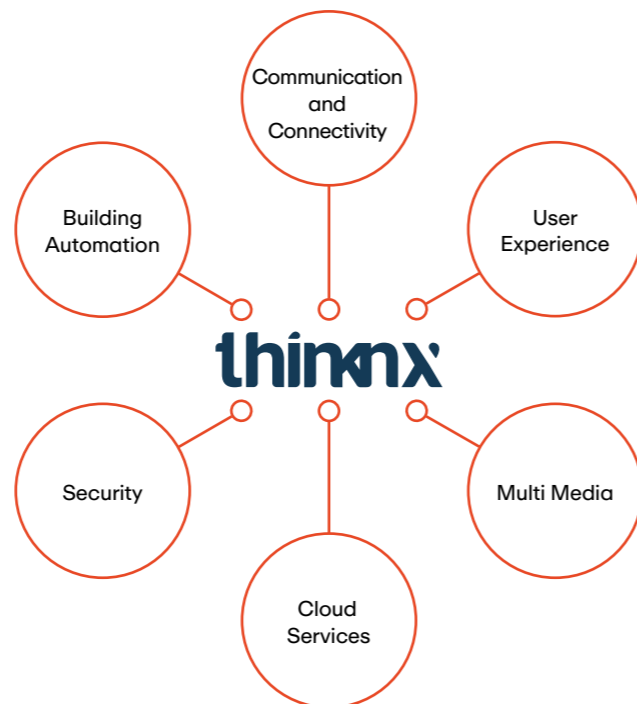 Communication
and
Connectivity
Building
Automation
User
Experience
thinknx
Security
Multi Media
Cloud
Services